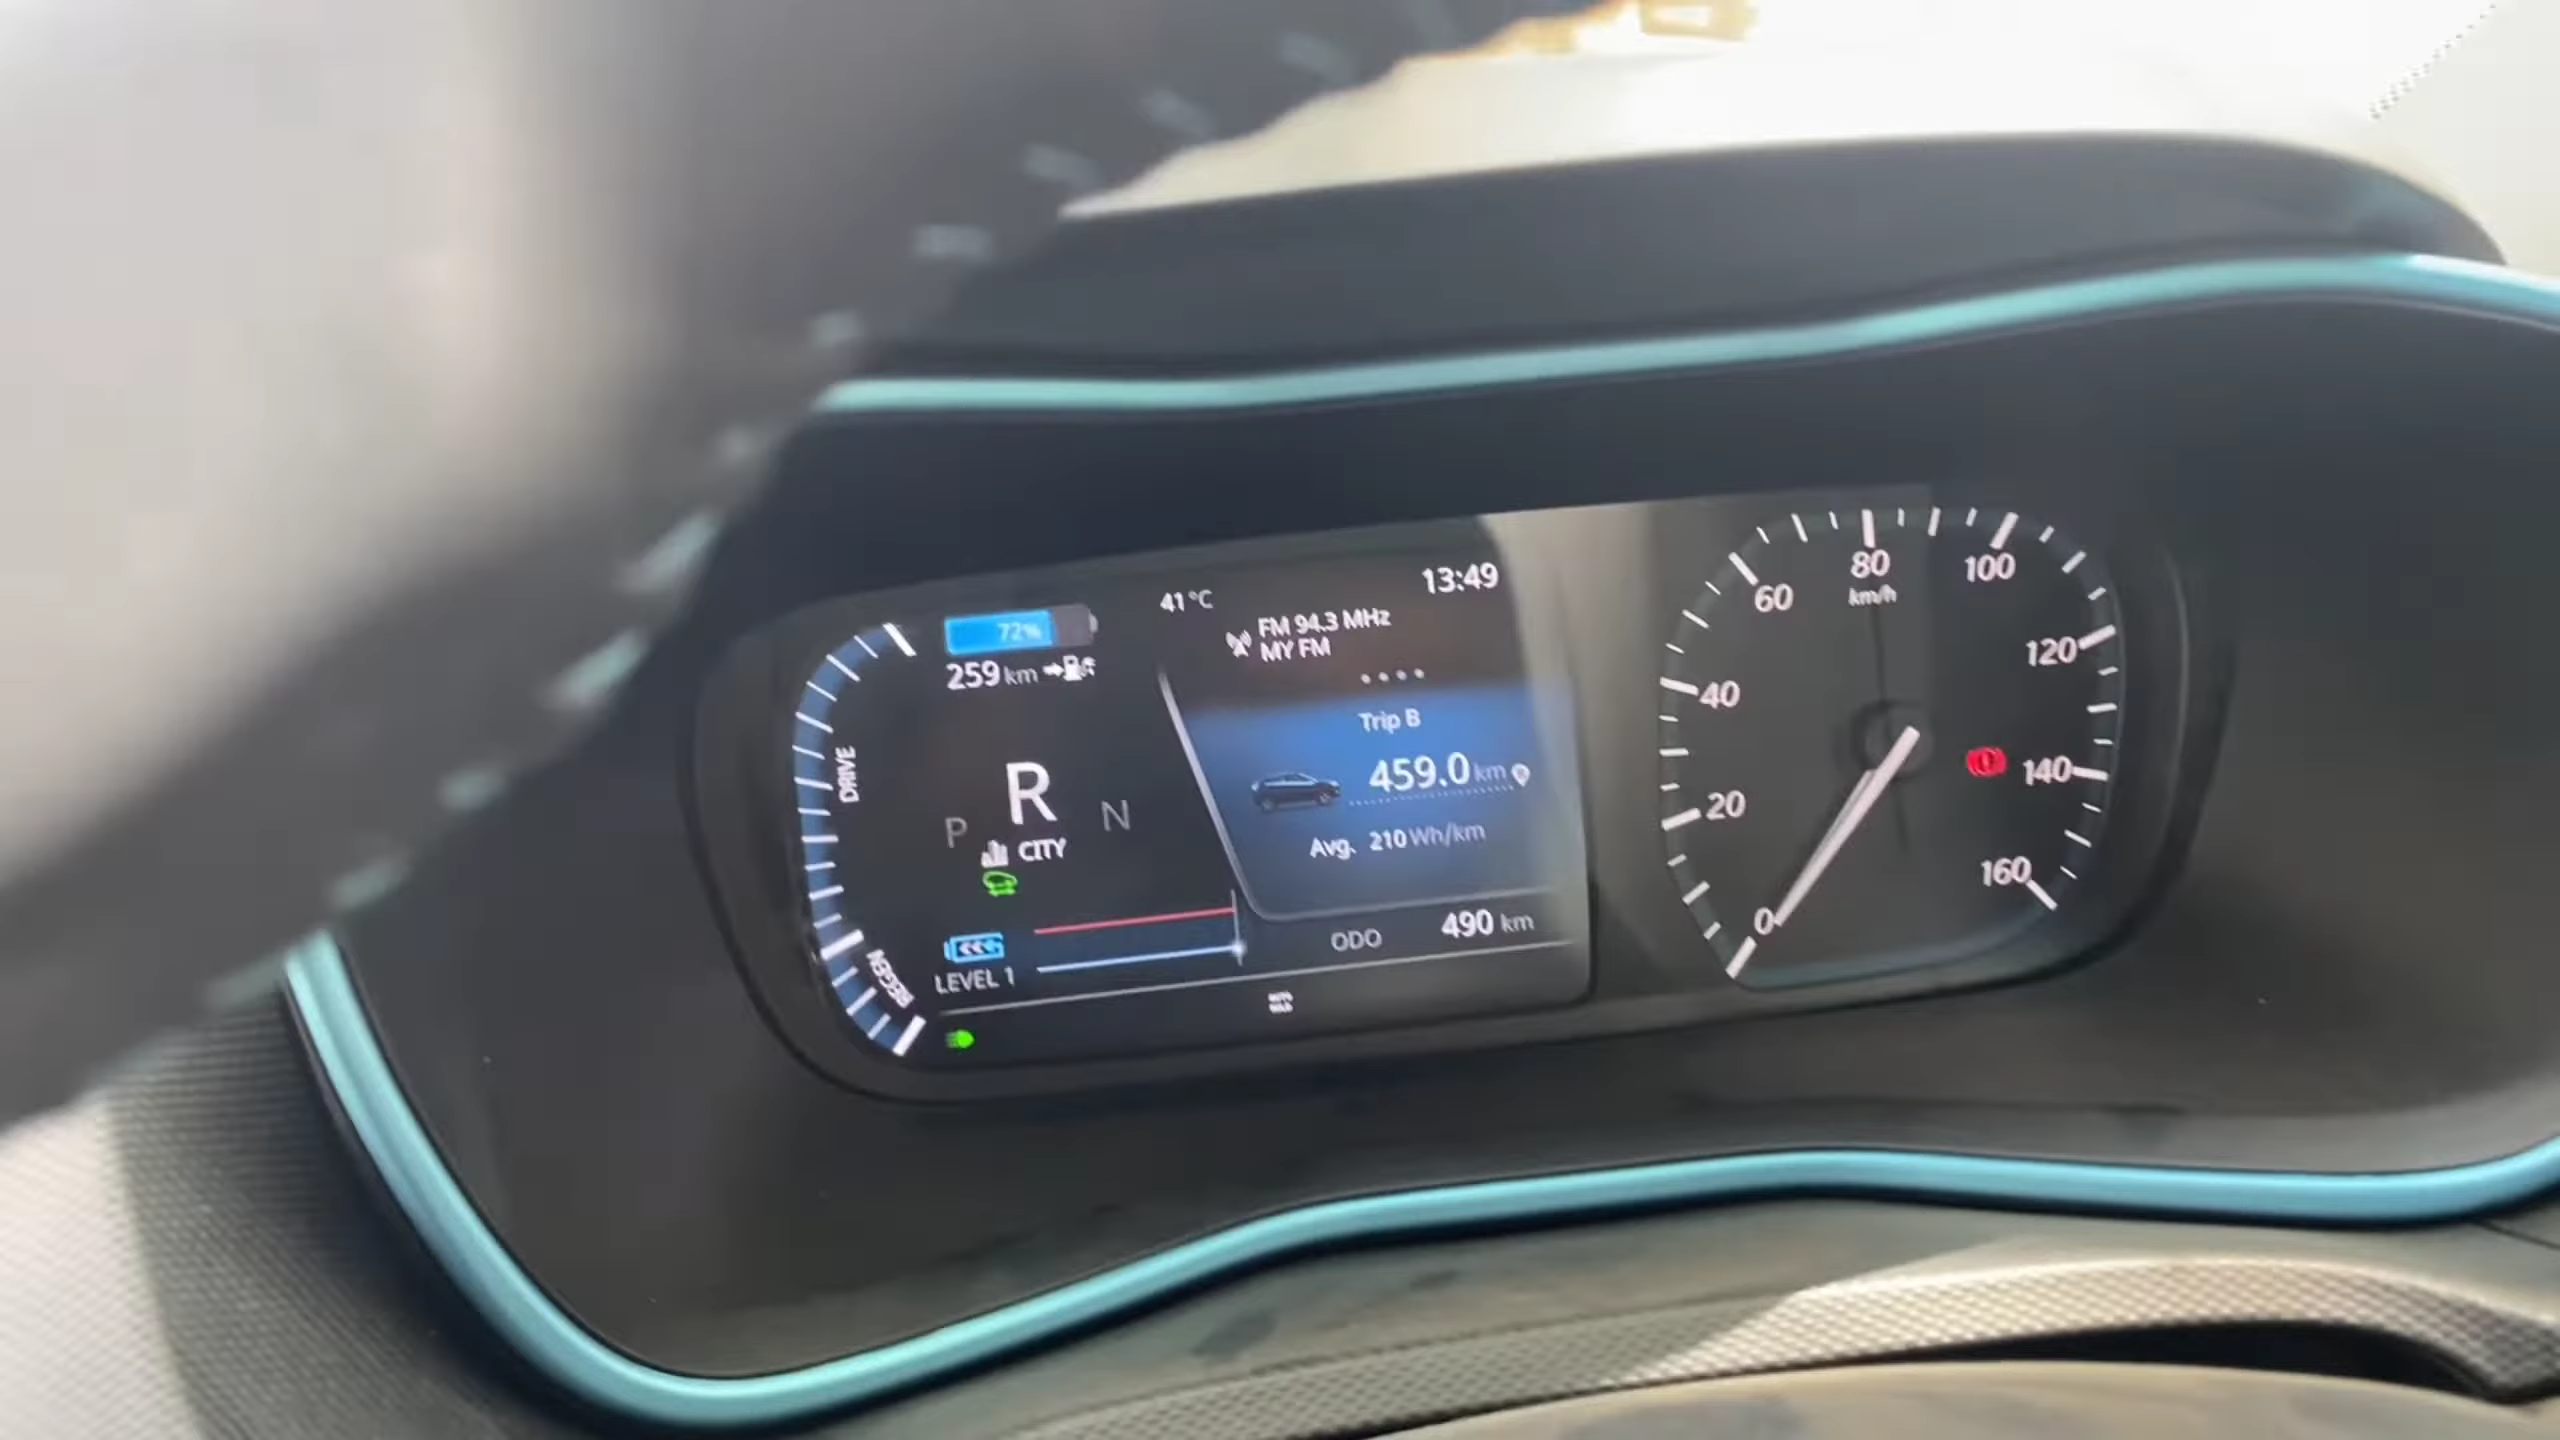 72%
259 km
41°C
13:49
FM 94.3 MHz
MY FM
DRIVE
Trip B
459.0 km
R
P N
CITY
Avg. 210 Wh/km
REGEN
LEVEL 1
ODO 490 km
0
20
40
60
80
km/h
100
120
140
160